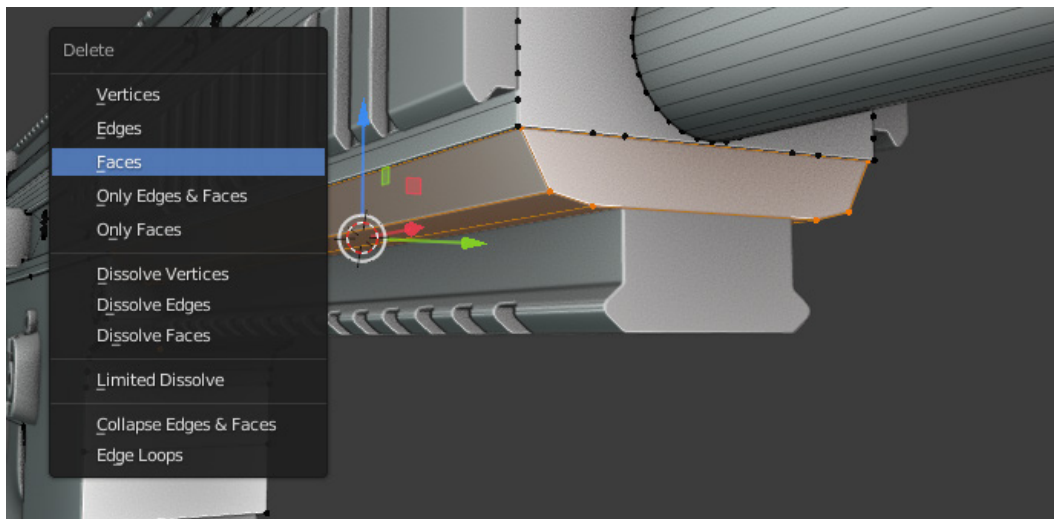 Delete
Vertices
Edges
Faces
Only Edges & Faces
Only Faces
Dissolve Vertices
Dissolve Edges
Dissolve Faces
Limited Dissolve
Collapse Edges & Faces
Edge Loops